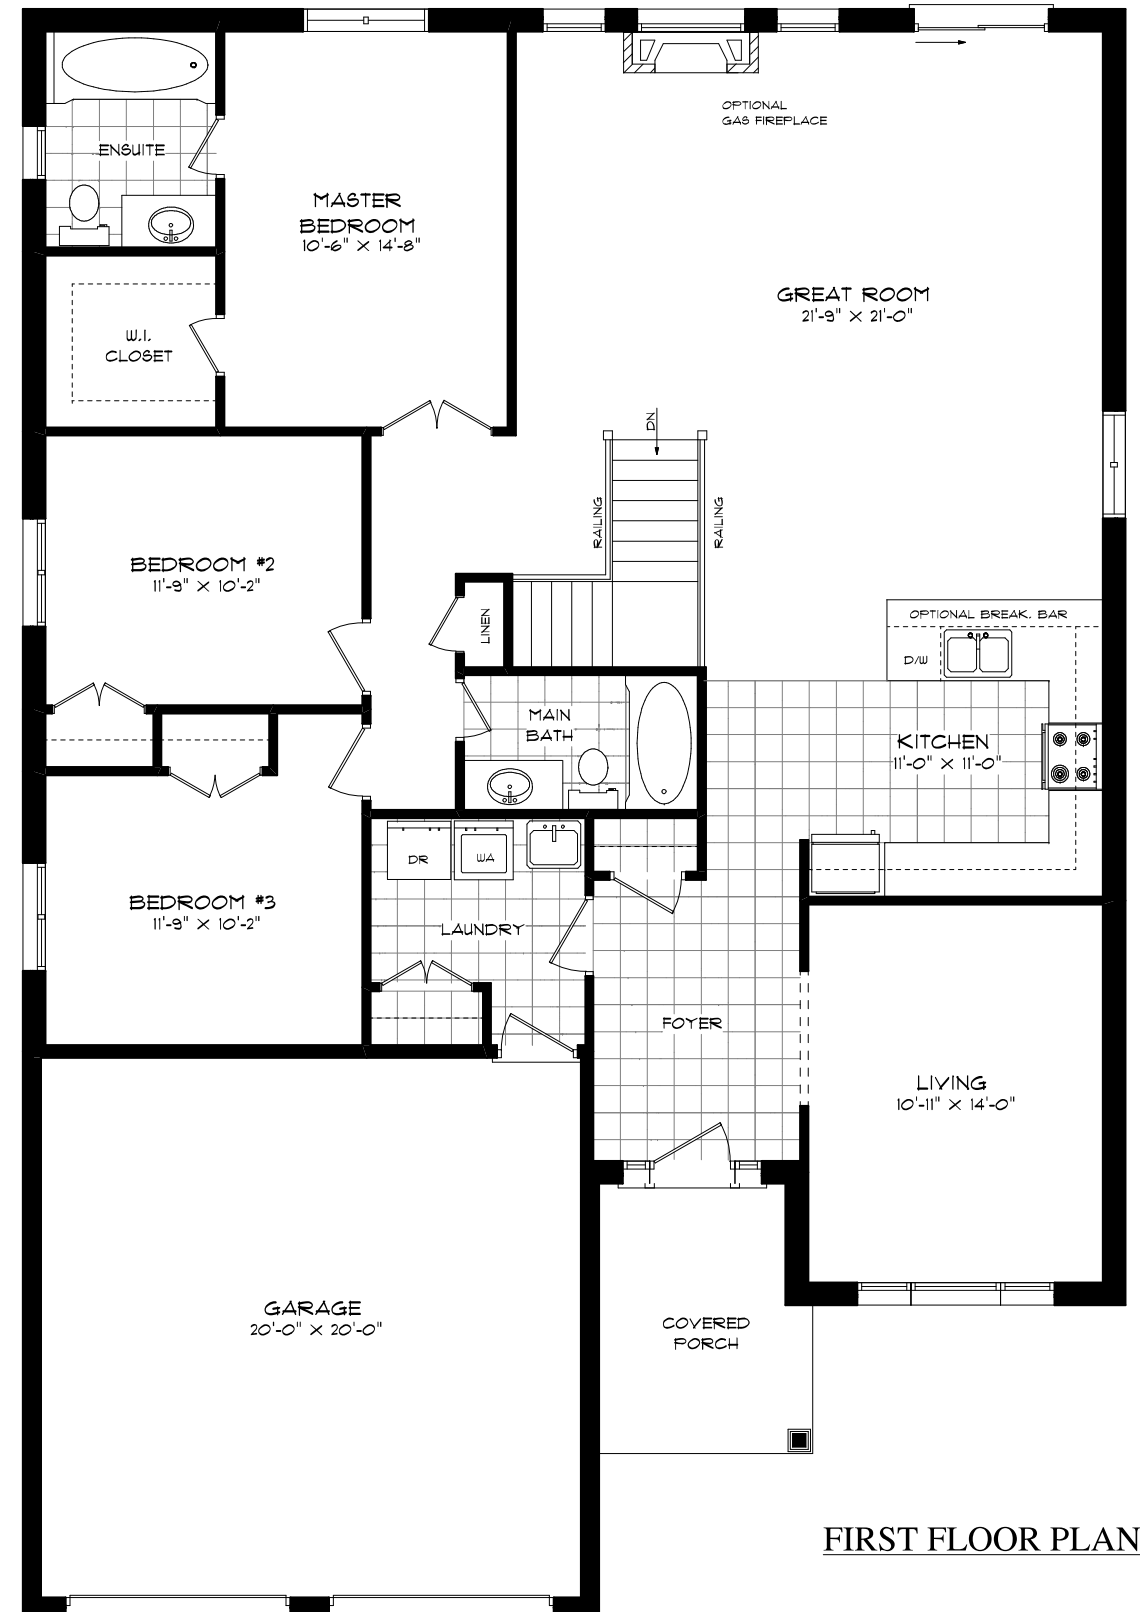 OPTIONAL
GAS FIREPLACE
ENSUITE
MASTER
BEDROOM
10'-6" X 14'-8"
GREAT ROOM
21'-9" X 21'-0"
W.I.
CLOSET
DN
RAILING
RAILING
BEDROOM #2
11'-9" X 10'-2"
LINEN
OPTIONAL BREAK. BAR
D/W
MAIN
BATH
KITCHEN
11'-0" X 11'-0"
DR
WA
BEDROOM #3
11'-9" X 10'-2"
LAUNDRY
FOYER
LIVING
10'-11" X 14'-0"
GARAGE
20'-0" X 20'-0"
COVERED
PORCH
FIRST FLOOR PLAN